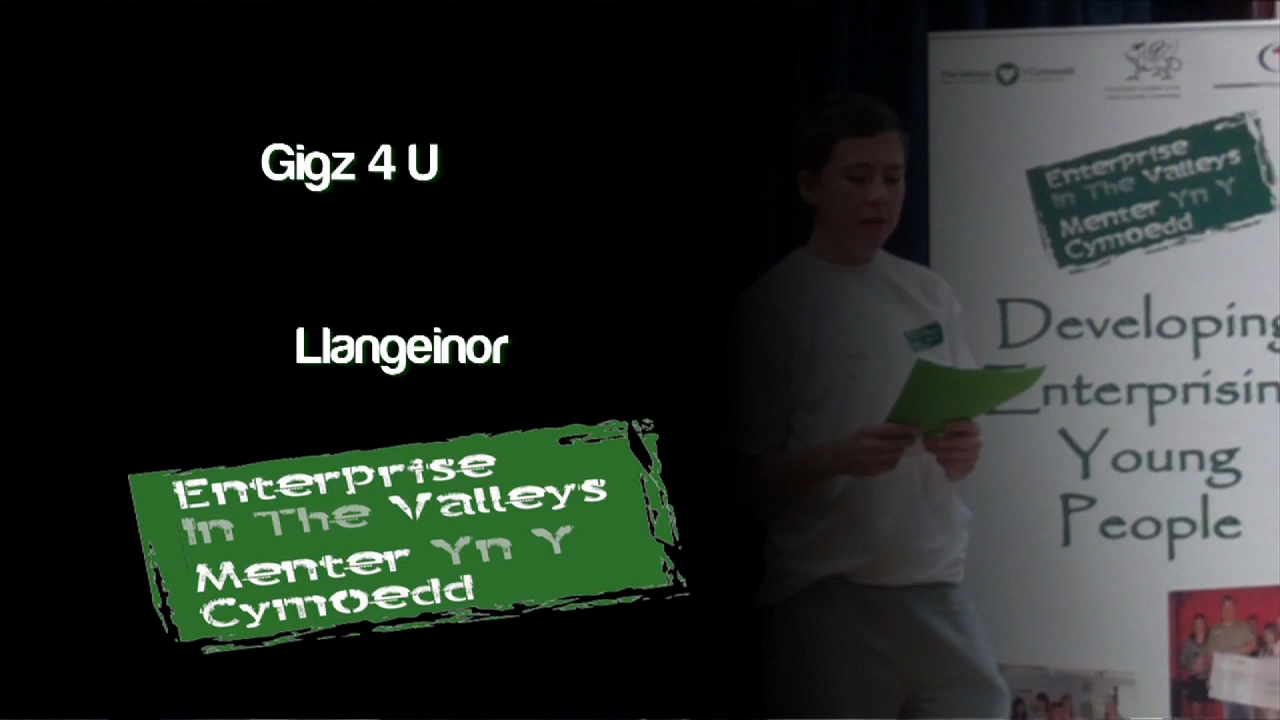 Gigz 4 U
Llangeinor
Enterprise
In The Valleys
Menter Yn Y
Cymoedd
Enterprise
In The Valleys
Menter Yn Y
Cymoedd
Developing
Enterprisin
Young
People